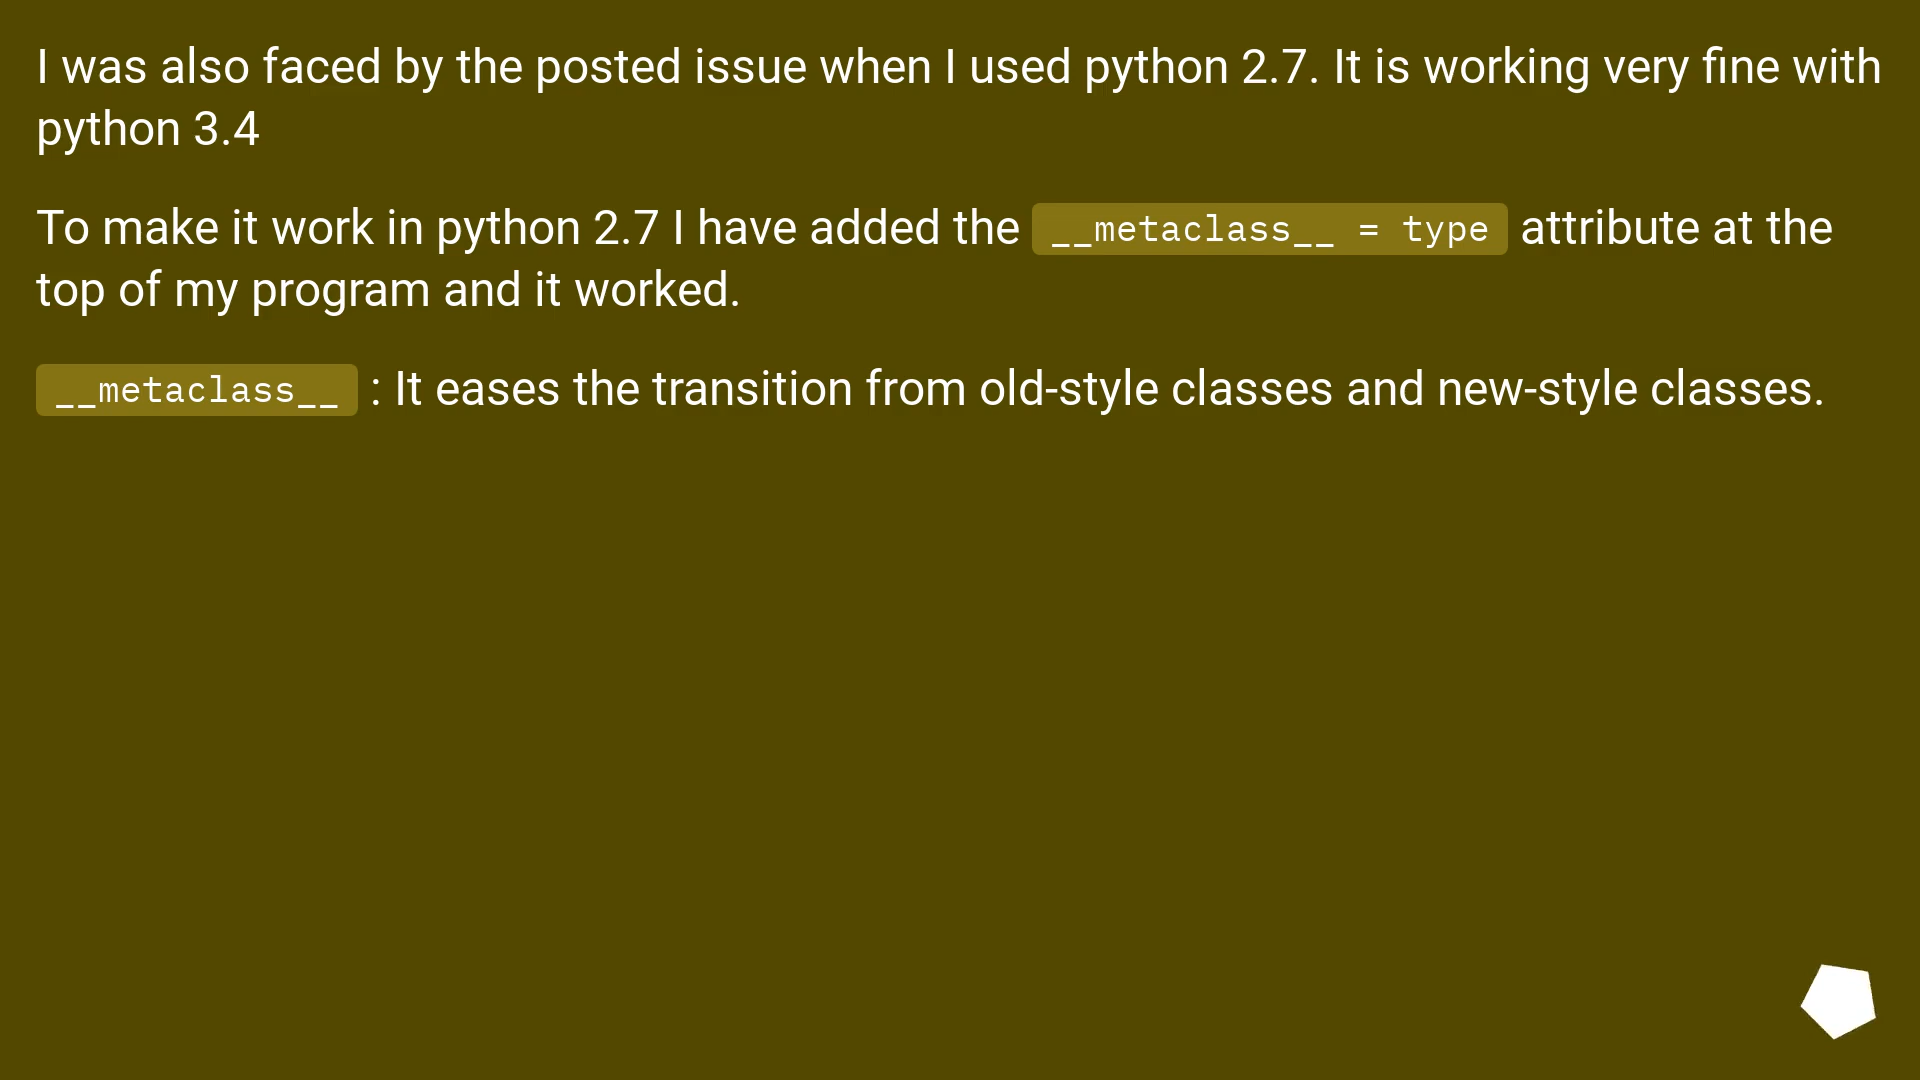 I was also faced by the posted issue when I used python 2.7. It is working very fine with
python 3.4
To make it work in python 2.7 I have added the __metaclass__ = type attribute at the
top of my program and it worked.
__metaclass__ : It eases the transition from old-style classes and new-style classes.